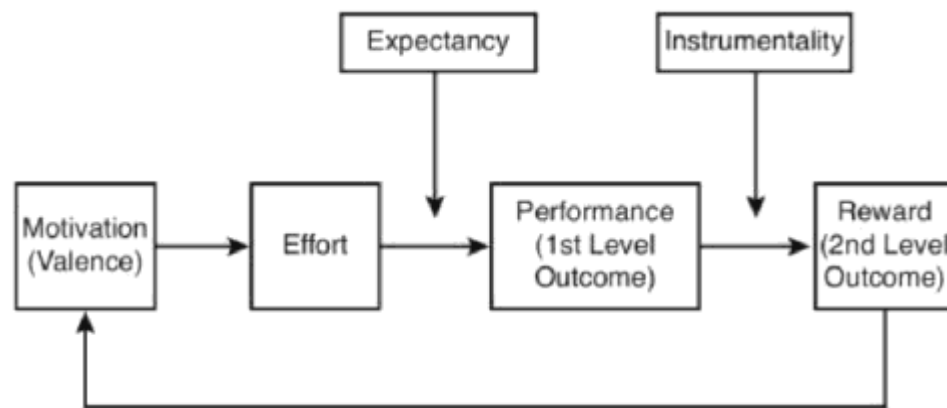 Expectancy
Instrumentality
Motivation
(Valence)
Effort
Performance
(1st Level
Outcome)
Reward
(2nd Level
Outcome)